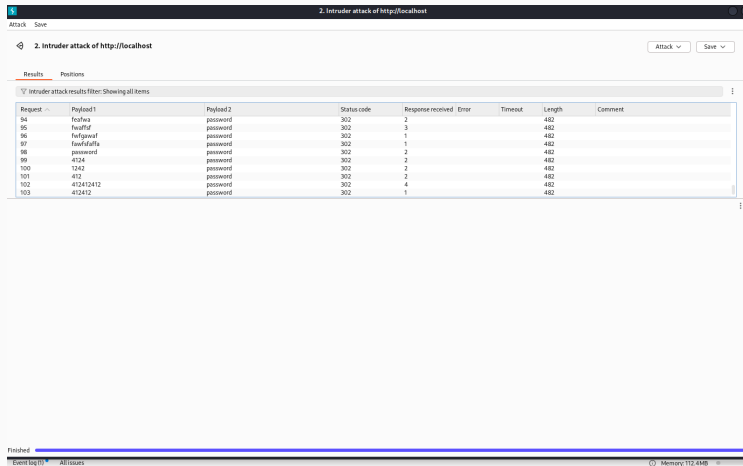 2. Intruder attack of http://localhost
Attack Save
2. Intruder attack of http://localhost
Attack Save
Results Positions
Intruder attack results filter: Showing all items
Request Payload 1 Payload 2 Status code Response received Error Timeout Length Comment
94 feafwa password 302 2 482
95 fwaffsf password 302 3 482
96 fwfgawaf password 302 1 482
97 fawfsfaffa password 302 1 482
98 password password 302 2 482
99 4124 password 302 2 482
100 1242 password 302 2 482
101 412 password 302 2 482
102 412412412 password 302 4 482
103 412412 password 302 1 482
Finished
Event log (1) All issues Memory: 112.4MB